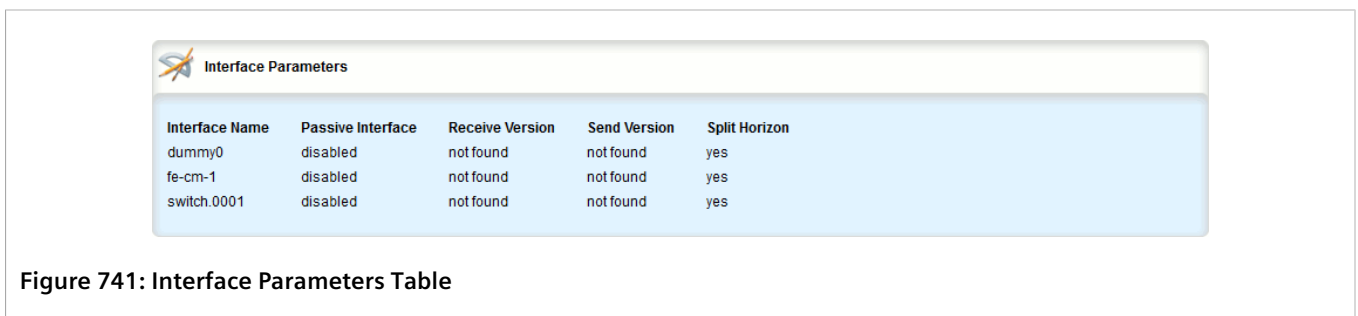 Interface Parameters
Interface Name Passive Interface Receive Version Send Version Split Horizon
dummy0 disabled not found not found yes
fe-cm-1 disabled not found not found yes
switch.0001 disabled not found not found yes
Figure 741: Interface Parameters Table